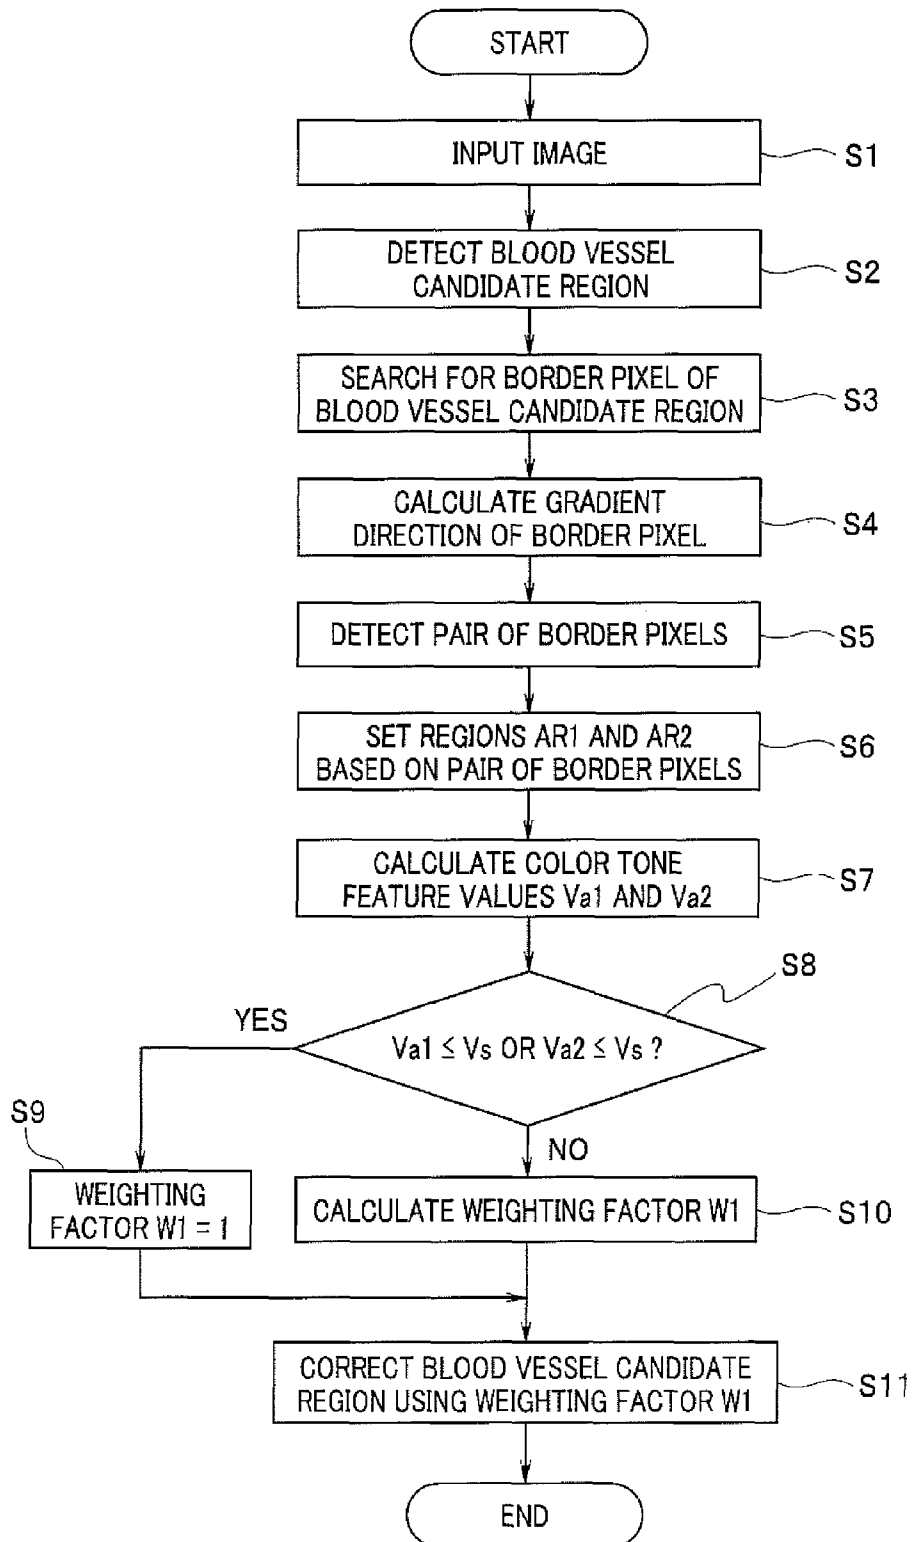 START
INPUT IMAGE
S1
DETECT BLOOD VESSEL
CANDIDATE REGION
S2
SEARCH FOR BORDER PIXEL OF
BLOOD VESSEL CANDIDATE REGION
S3
CALCULATE GRADIENT
DIRECTION OF BORDER PIXEL
S4
DETECT PAIR OF BORDER PIXELS
S5
SET REGIONS AR1 AND AR2
BASED ON PAIR OF BORDER PIXELS
S6
CALCULATE COLOR TONE
FEATURE VALUES Va1 AND Va2
S7
S8
YES
Va1 ≦ Vs OR Va2 ≦ Vs ?
S9
NO
WEIGHTING
FACTOR W1 = 1
CALCULATE WEIGHTING FACTOR W1
S10
CORRECT BLOOD VESSEL CANDIDATE
REGION USING WEIGHTING FACTOR W1
S11
END